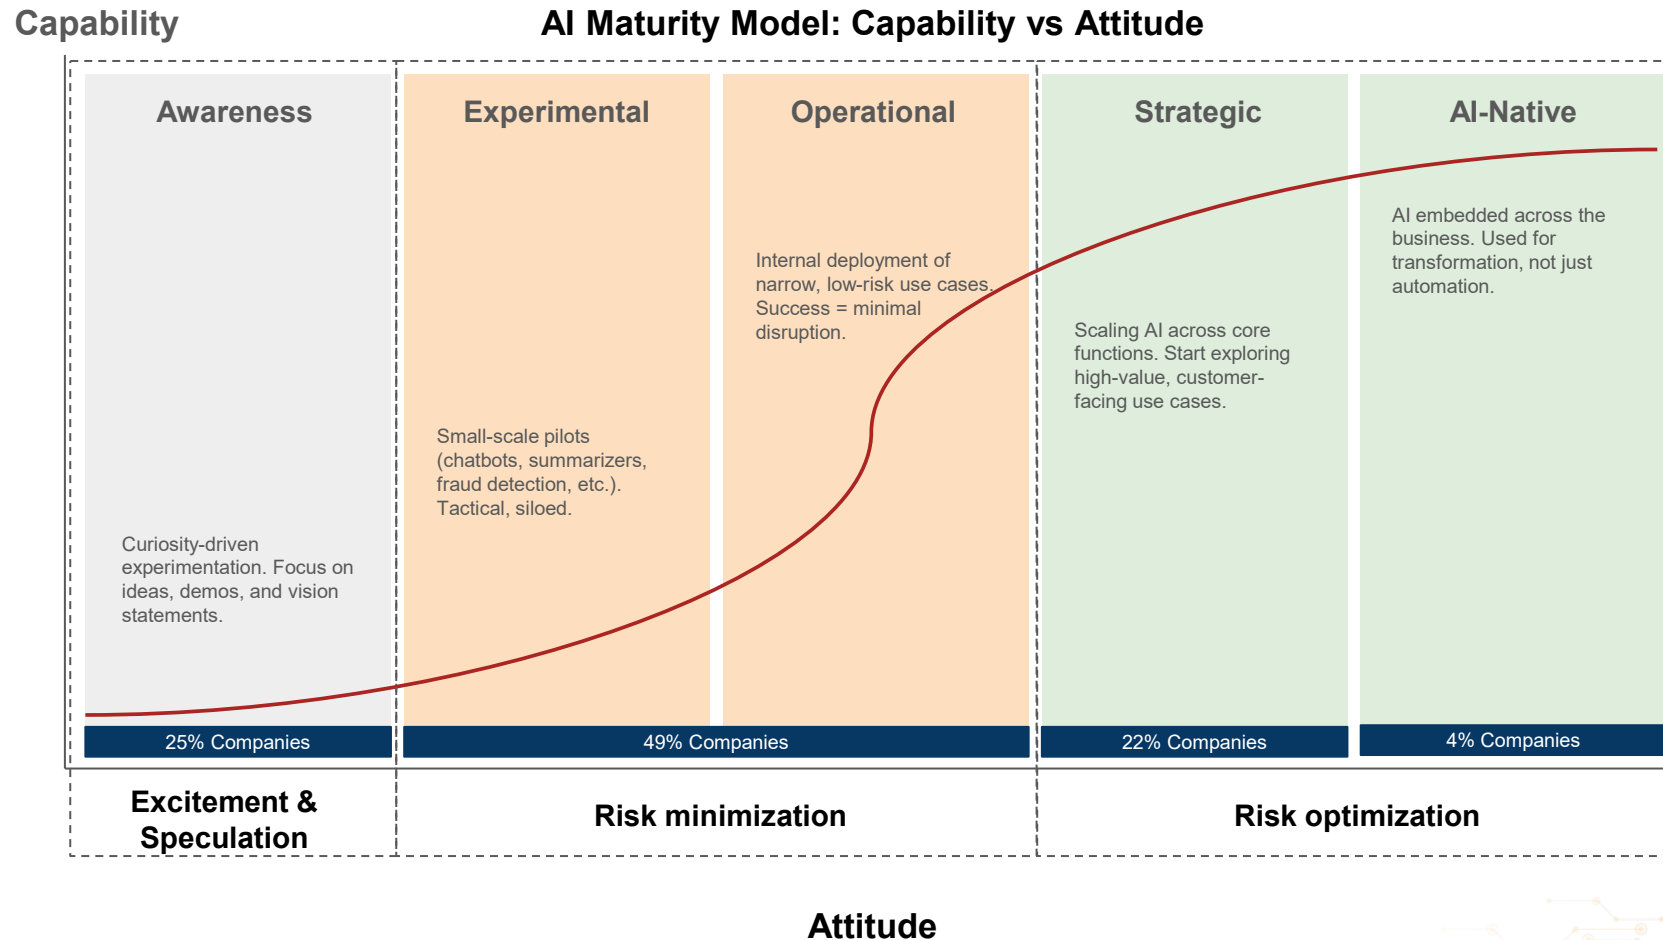 Capability
AI Maturity Model: Capability vs Attitude
Awareness
Experimental
Operational
Strategic
AI-Native
Curiosity-driven
experimentation. Focus on
ideas, demos, and vision
statements.
Small-scale pilots
(chatbots, summarizers,
fraud detection, etc.).
Tactical, siloed.
Internal deployment of
narrow, low-risk use cases.
Success = minimal
disruption.
Scaling AI across core
functions. Start exploring
high-value, customer-
facing use cases.
AI embedded across the
business. Used for
transformation, not just
automation.
25% Companies
49% Companies
22% Companies
4% Companies
Excitement &
Speculation
Risk minimization
Risk optimization
Attitude